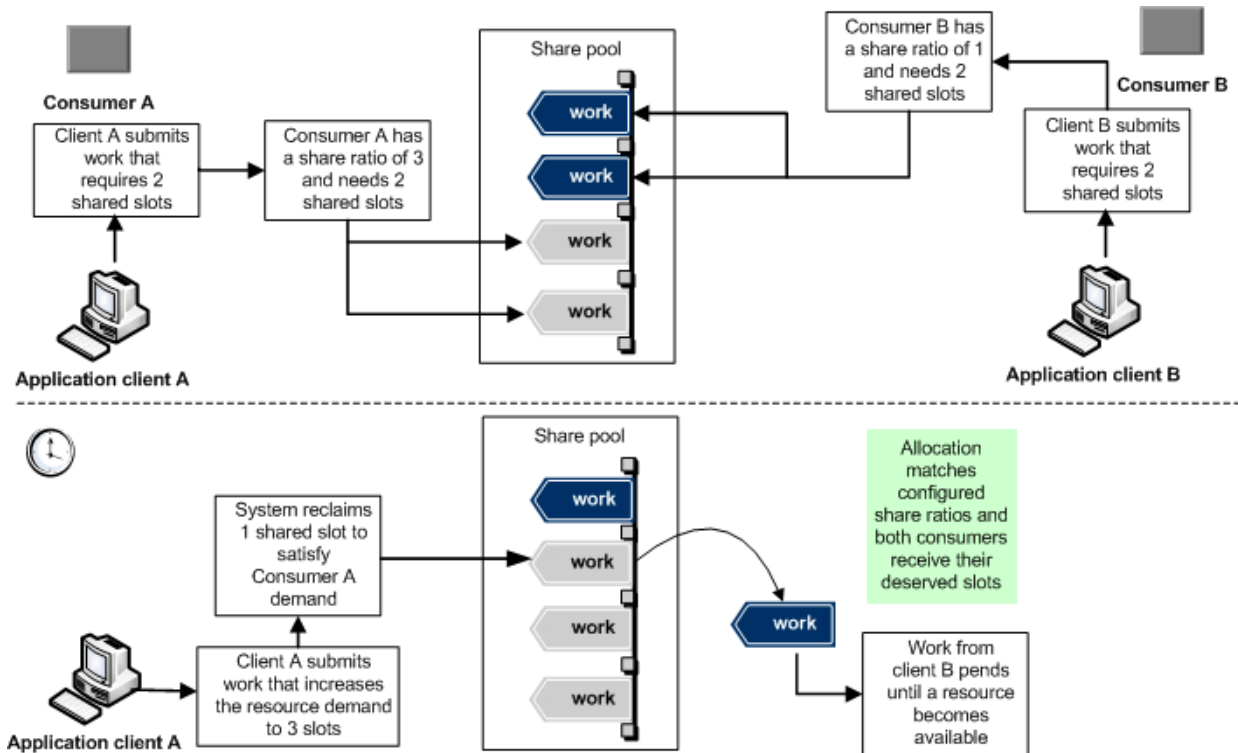 Consumer A
Client A submits
work that
requires 2
shared slots
Application client A
Consumer A has
a share ratio of 3
and needs 2
shared slots
Share pool
work
work
work
work
Consumer B has
a share ratio of 1
and needs 2
shared slots
Consumer B
Client B submits
work that
requires 2
shared slots
Application client B
Application client A
Client A submits
work that increases
the resource demand
to 3 slots
System reclaims
1 shared slot to
satisfy
Consumer A
demand
Share pool
work
work
work
work
work
Allocation
matches
configured
share ratios and
both consumers
receive their
deserved slots
Work from
client B pends
until a resource
becomes
available